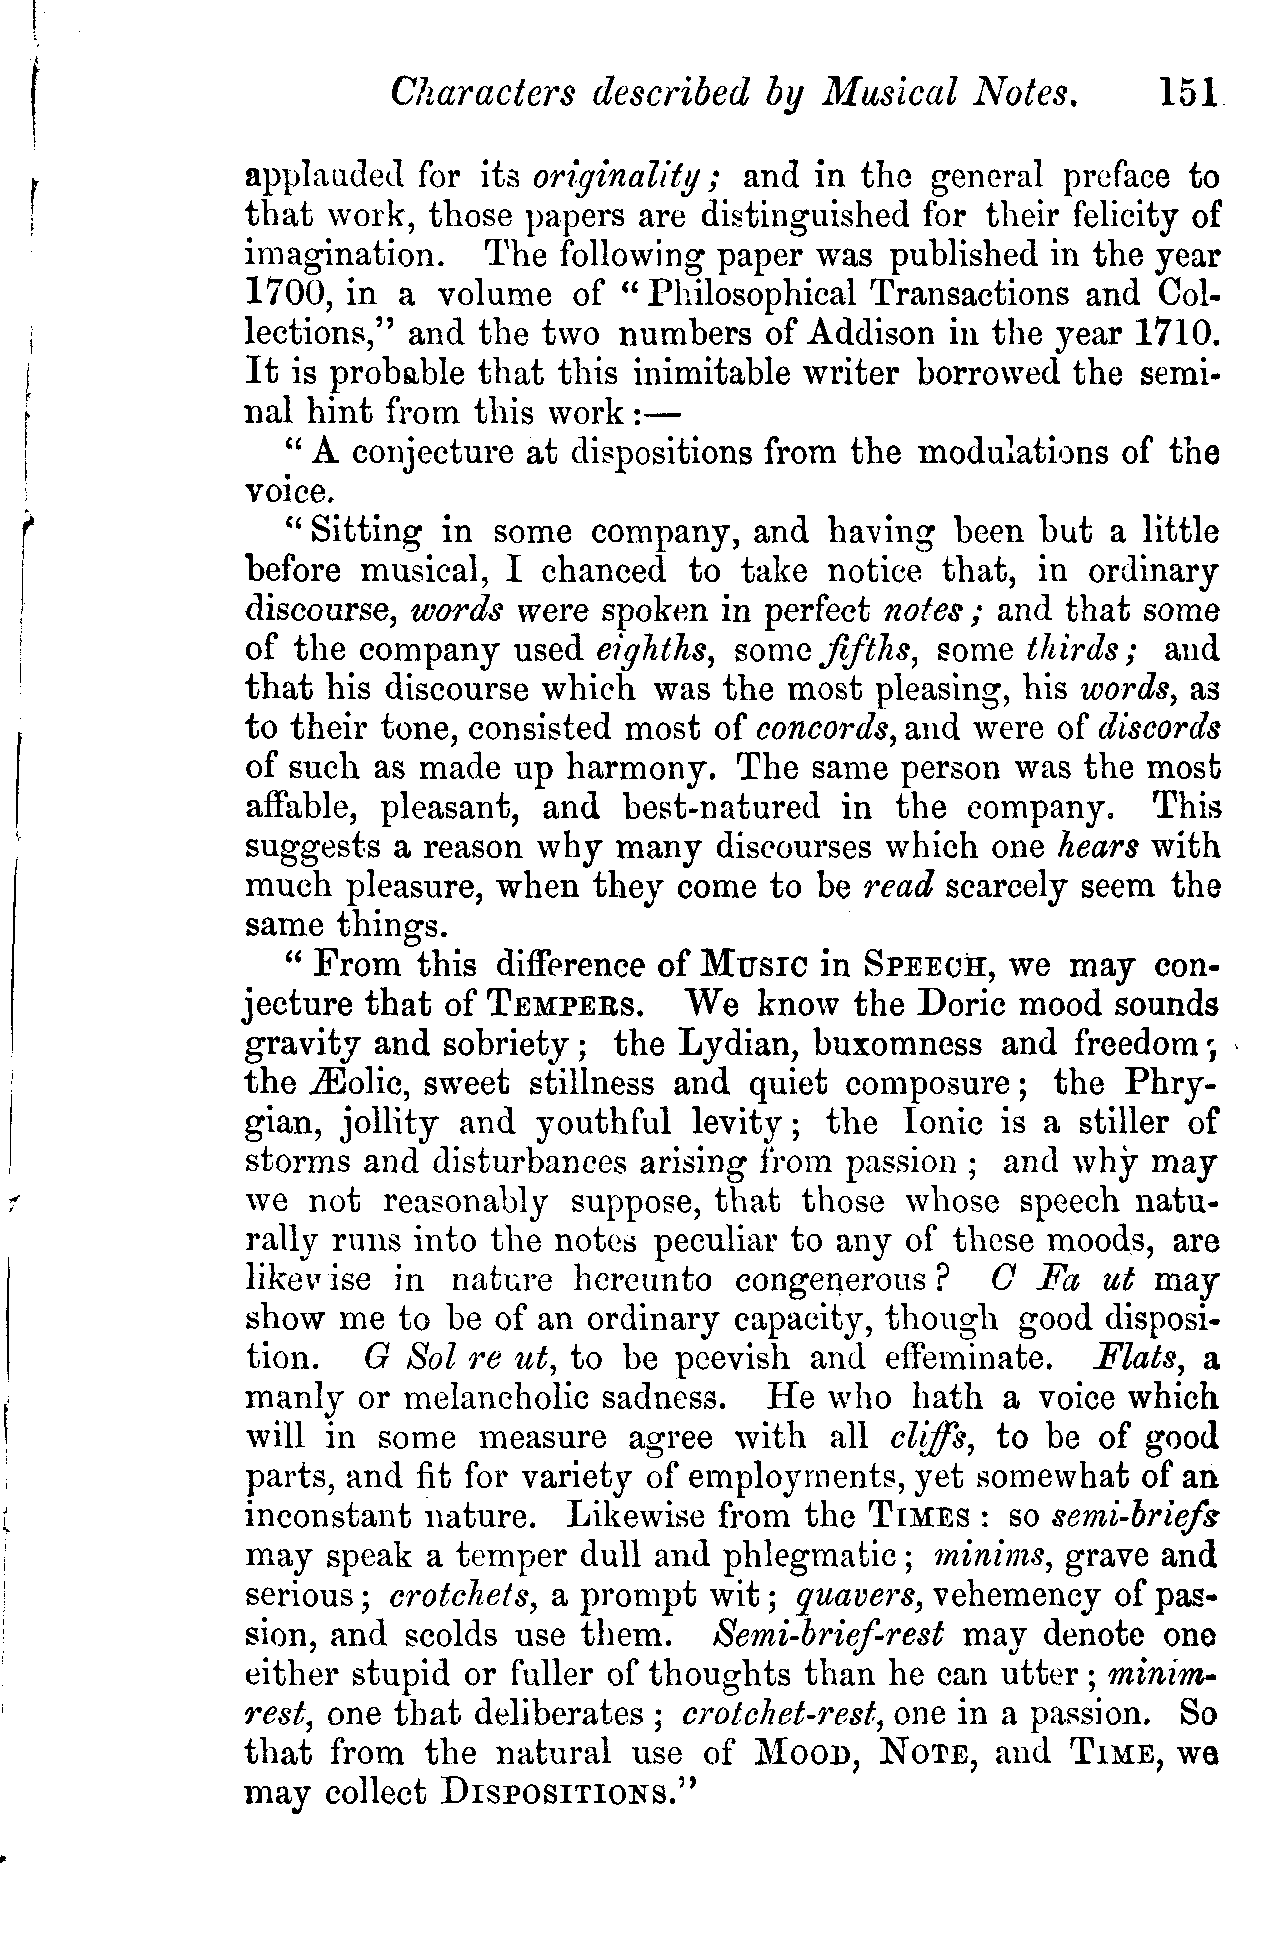 Characters described by Musical Notes. 151
applauded for its originality; and in the general preface to
that work, those papers are distinguished for their felicity of
imagination. The following paper was published in the year
1700, in a volume of "Philosophical Transactions and Col-
lections," and the two numbers of Addison in the year 1710.
It is probable that this inimitable writer borrowed the semi-
nal hint from this work:—
"A conjecture at dispositions from the modulations of the
voice.
"Sitting in some company, and having been but a little
before musical, I chanced to take notice that, in ordinary
discourse, words were spoken in perfect notes; and that some
of the company used eighths, some fifths, some thirds; and
that his discourse which was the most pleasing, his words, as
to their tone, consisted most of concords, and were of discords
of such as made up harmony. The same person was the most
affable, pleasant, and best-natured in the company. This
suggests a reason why many discourses which one hears with
much pleasure, when they come to be read scarcely seem the
same things.
"From this difference of MUSIC in SPEECH, we may con-
jecture that of TEMPERS. We know the Doric mood sounds
gravity and sobriety; the Lydian, buxomness and freedom;
the Æolic, sweet stillness and quiet composure; the Phry-
gian, jollity and youthful levity; the Ionic is a stiller of
storms and disturbances arising from passion; and why may
we not reasonably suppose, that those whose speech natu-
rally runs into the notes peculiar to any of these moods, are
likewise in nature hereunto congenerous? C Fa ut may
show me to be of an ordinary capacity, though good disposi-
tion. G Sol re ut, to be peevish and effeminate. Flats, a
manly or melancholic sadness. He who hath a voice which
will in some measure agree with all cliffs, to be of good
parts, and fit for variety of employments, yet somewhat of an
inconstant nature. Likewise from the TIMES: so semi-briefs
may speak a temper dull and phlegmatic; minims, grave and
serious; crotchets, a prompt wit; quavers, vehemency of pas-
sion, and scolds use them. Semi-brief-rest may denote one
either stupid or fuller of thoughts than he can utter; minim-
rest, one that deliberates; crotchet-rest, one in a passion. So
that from the natural use of MOOD, NOTE, and TIME, we
may collect DISPOSITIONS."